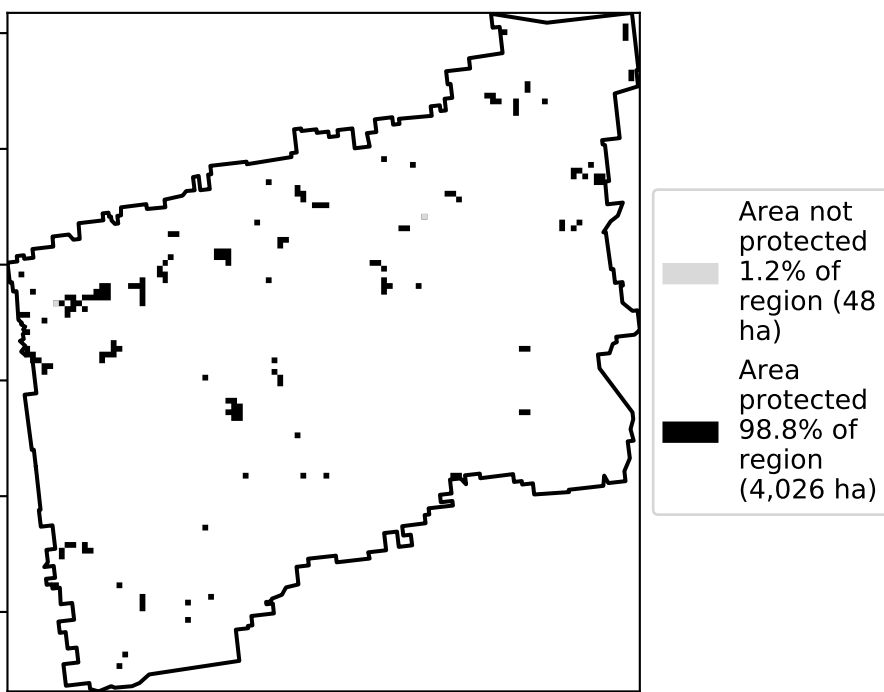 Area not
protected
1.2% of
region (48
ha)
Area
protected
98.8% of
region
(4,026 ha)